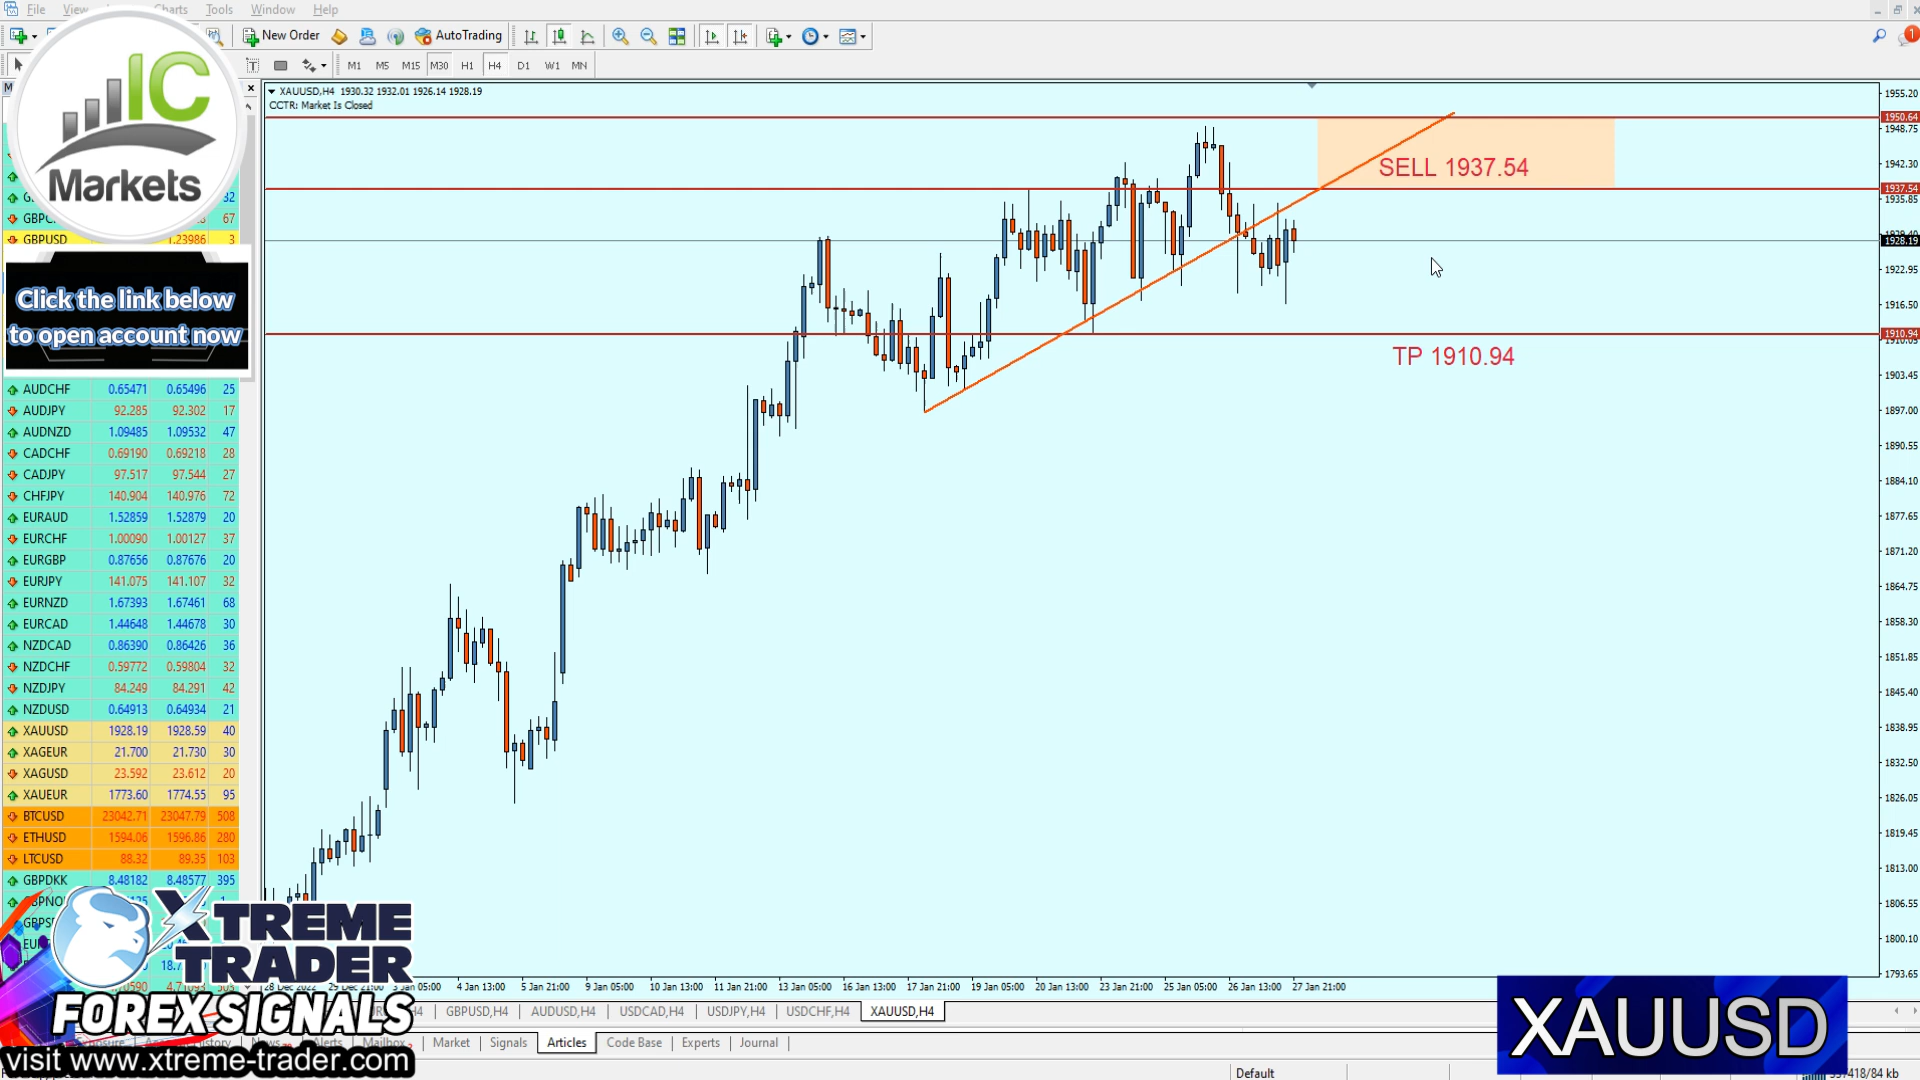 File
View
Charts
Tools
Window
Help
New Order
AutoTrading
1
T
M1
M5
M15
M30
H1
H4
D1
W1
MN
IC
Markets
XAUUSD,H4 1930.32 1932.01 1926.14 1928.19
CCTR: Market Is Closed
SELL 1937.54
TP 1910.94
1955.20
1950.64
1948.75
1942.30
1937.54
1935.85
1928.19
1922.95
1916.50
1910.94
1910.05
1903.45
1897.00
1890.55
1884.10
1877.65
1871.20
1864.75
1858.30
1851.85
1845.40
1838.95
1832.50
1826.05
1819.45
1813.00
1806.55
1800.10
1793.65
32
GBPC 67
GBPUSD 1.23986 3
Click the link below
to open account now
AUDCHF 0.65471 0.65496 25
AUDJPY 92.285 92.302 17
AUDNZD 1.09485 1.09532 47
CADCHF 0.69190 0.69218 28
CADJPY 97.517 97.544 27
CHFJPY 140.904 140.976 72
EURAUD 1.52859 1.52879 20
EURCHF 1.00090 1.00127 37
EURGBP 0.87656 0.87676 20
EURJPY 141.075 141.107 32
EURNZD 1.67393 1.67461 68
EURCAD 1.44648 1.44678 30
NZDCAD 0.86390 0.86426 36
NZDCHF 0.59772 0.59804 32
NZDJPY 84.249 84.291 42
NZDUSD 0.64913 0.64934 21
XAUUSD 1928.19 1928.59 40
XAGEUR 21.700 21.730 30
XAGUSD 23.592 23.612 20
XAUEUR 1773.60 1774.55 95
BTCUSD 23042.71 23047.79 508
ETHUSD 1594.06 1596.86 280
LTCUSD 88.32 89.35 103
GBPDKK 8.48182 8.48577 395
XTREME
TRADER
FOREX SIGNALS
visit www.xtreme-trader.com
28 Dec 2022
29 Dec 21:00
3 Jan 05:00
4 Jan 13:00
5 Jan 21:00
9 Jan 05:00
10 Jan 13:00
11 Jan 21:00
13 Jan 05:00
16 Jan 13:00
17 Jan 21:00
19 Jan 05:00
20 Jan 13:00
23 Jan 21:00
25 Jan 05:00
26 Jan 13:00
27 Jan 21:00
GBPUSD,H4
AUDUSD,H4
USDCAD,H4
USDJPY,H4
USDCHF,H4
XAUUSD,H4
Market
Signals
Articles
Code Base
Experts
Journal
Default
XAUUSD